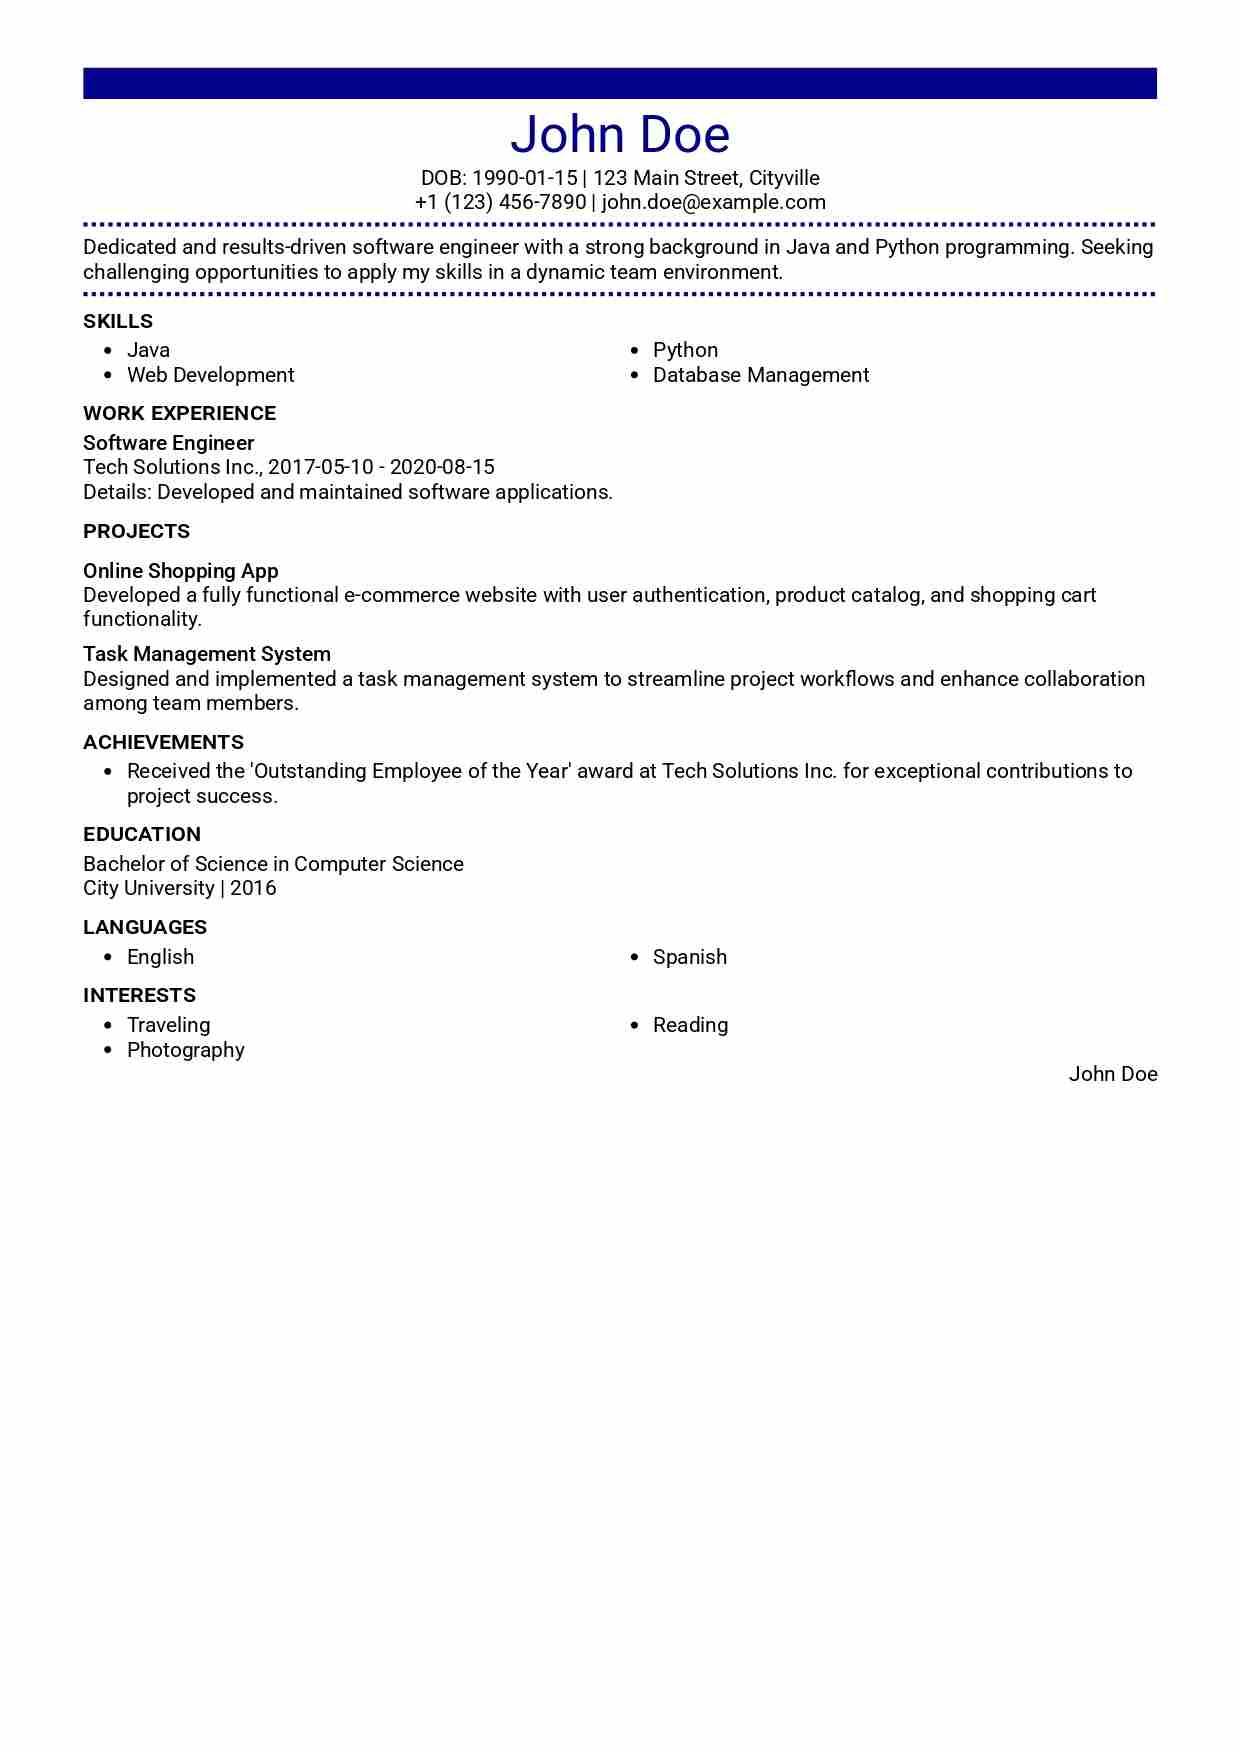 John Doe
DOB: 1990-01-15 | 123 Main Street, Cityville
+1 (123) 456-7890 | john.doe@example.com
Dedicated and results-driven software engineer with a strong background in Java and Python programming. Seeking
challenging opportunities to apply my skills in a dynamic team environment.
SKILLS
• Java
• Python
• Web Development
• Database Management
WORK EXPERIENCE
Software Engineer
Tech Solutions Inc., 2017-05-10 - 2020-08-15
Details: Developed and maintained software applications.
PROJECTS
Online Shopping App
Developed a fully functional e-commerce website with user authentication, product catalog, and shopping cart
functionality.
Task Management System
Designed and implemented a task management system to streamline project workflows and enhance collaboration
among team members.
ACHIEVEMENTS
• Received the 'Outstanding Employee of the Year' award at Tech Solutions Inc. for exceptional contributions to
project success.
EDUCATION
Bachelor of Science in Computer Science
City University | 2016
LANGUAGES
• English
• Spanish
INTERESTS
• Traveling
• Reading
• Photography
John Doe